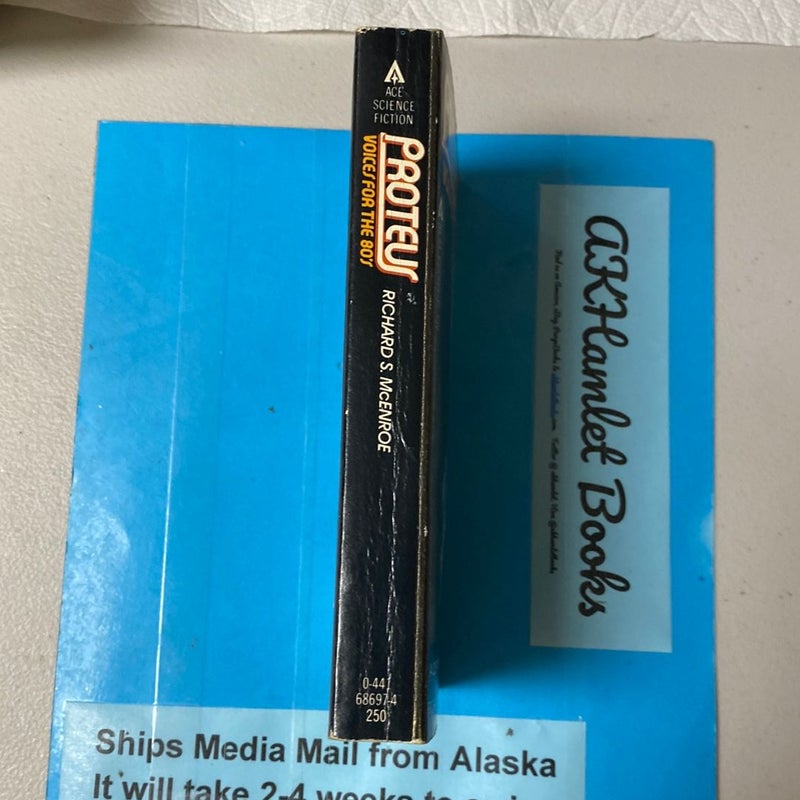 ACE
SCIENCE
FICTION
PROTEUS
VOICES FOR THE 80'S
RICHARD S. McENROE
0-441
68697-4
250
AKHamlet Books
Ships Media Mail from Alaska
It will take 2-4 weeks to